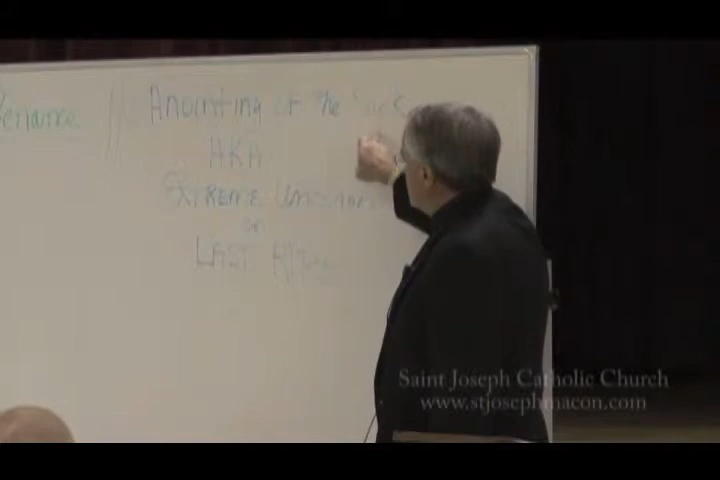 Penance // Anointing of the Sick
AKA
EXTREME UNCTION
or
LAST Rites
Saint Joseph Catholic Church
www.stjosephmacon.com